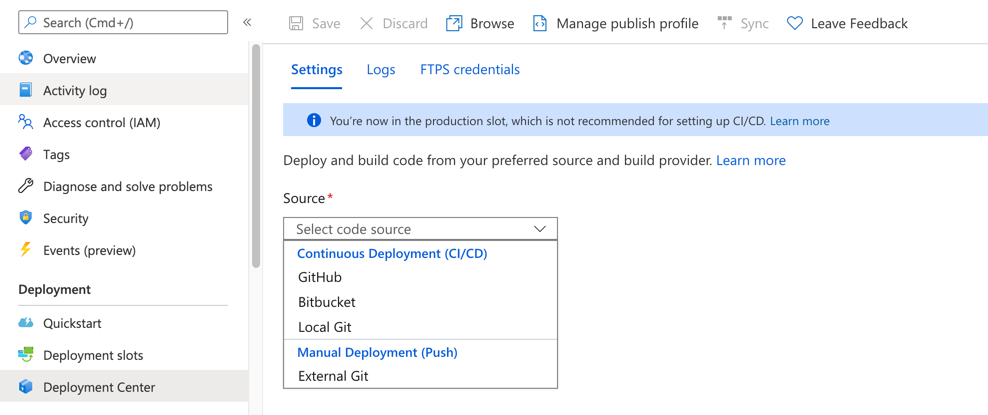 Search (Cmd+/)
«
Save
Discard
Browse
Manage publish profile
Sync
Leave Feedback
Overview
Activity log
Access control (IAM)
Tags
Diagnose and solve problems
Security
Events (preview)
Deployment
Quickstart
Deployment slots
Deployment Center
Settings
Logs
FTPS credentials
You're now in the production slot, which is not recommended for setting up CI/CD. Learn more
Deploy and build code from your preferred source and build provider. Learn more
Source*
Select code source
Continuous Deployment (CI/CD)
GitHub
Bitbucket
Local Git
Manual Deployment (Push)
External Git